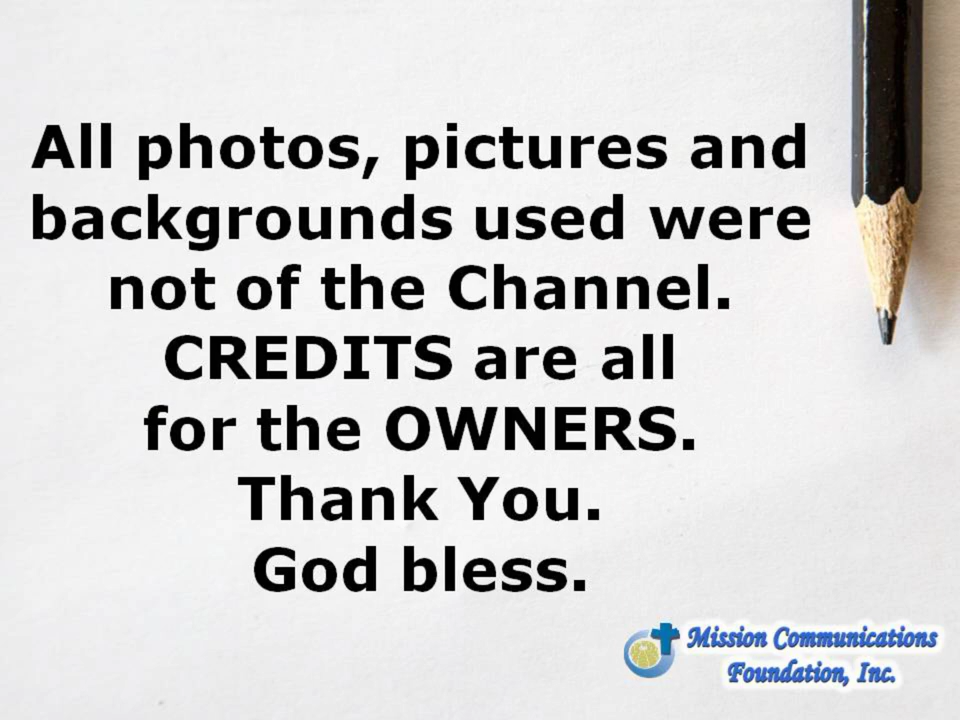 All photos, pictures and
backgrounds used were
not of the Channel.
CREDITS are all
for the OWNERS.
Thank You.
God bless.
Mission Communications
Foundation, Inc.